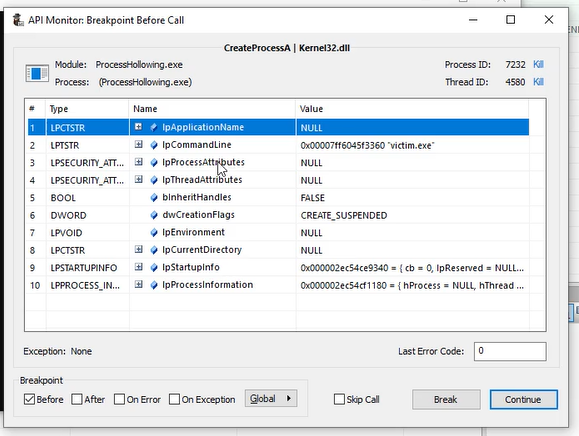 API Monitor: Breakpoint Before Call
CreateProcessA | Kernel32.dll
Module: ProcessHollowing.exe Process ID: 7232 Kill
Process: (ProcessHollowing.exe) Thread ID: 4580 Kill
# Type Name Value
1 LPCTSTR lpApplicationName NULL
2 LPTSTR lpCommandLine 0x00007ff6045f3360 "victim.exe"
3 LPSECURITY_ATT... lpProcessAttributes NULL
4 LPSECURITY_ATT... lpThreadAttributes NULL
5 BOOL bInheritHandles FALSE
6 DWORD dwCreationFlags CREATE_SUSPENDED
7 LPVOID lpEnvironment NULL
8 LPCTSTR lpCurrentDirectory NULL
9 LPSTARTUPINFO lpStartupInfo 0x000002ec54ce9340 = { cb = 0, lpReserved = NULL...
10 LPPROCESS_IN... lpProcessInformation 0x000002ec54cf1180 = { hProcess = NULL, hThread ...
Exception: None Last Error Code: 0
Breakpoint
Before After On Error On Exception Global Skip Call Break Continue